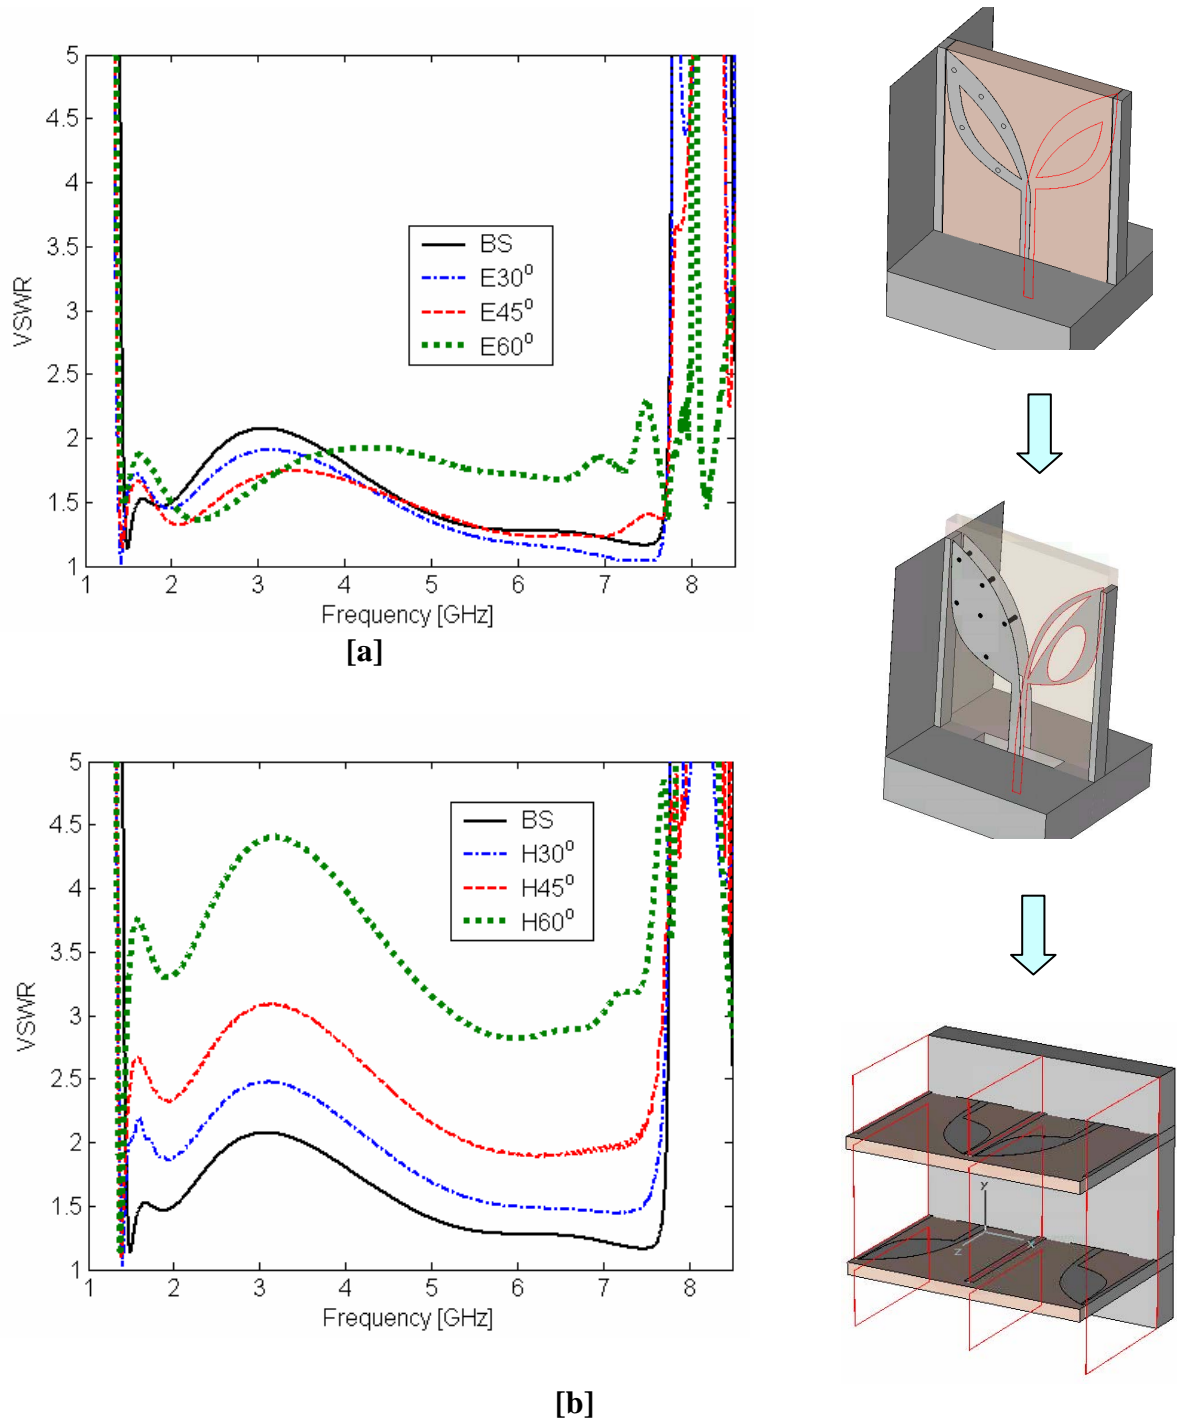 5
4.5
4
3.5
3
2.5
2
1.5
1
VSWR
BS
E30⁰
E45⁰
E60⁰
1 2 3 4 5 6 7 8
Frequency [GHz]
[a]
5
4.5
4
3.5
3
2.5
2
1.5
1
VSWR
BS
H30⁰
H45⁰
H60⁰
1 2 3 4 5 6 7 8
Frequency [GHz]
y
z
x
[b]